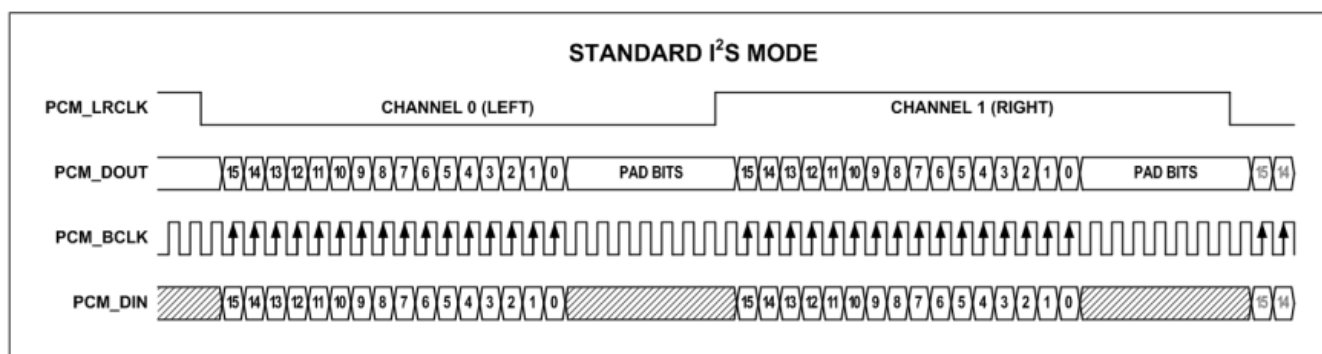 STANDARD I²S MODE
PCM_LRCLK CHANNEL 0 (LEFT) CHANNEL 1 (RIGHT)
PCM_DOUT 15 14 13 12 11 10 9 8 7 6 5 4 3 2 1 0 PAD BITS 15 14 13 12 11 10 9 8 7 6 5 4 3 2 1 0 PAD BITS 15 14
PCM_BCLK
PCM_DIN 15 14 13 12 11 10 9 8 7 6 5 4 3 2 1 0 15 14 13 12 11 10 9 8 7 6 5 4 3 2 1 0 15 14